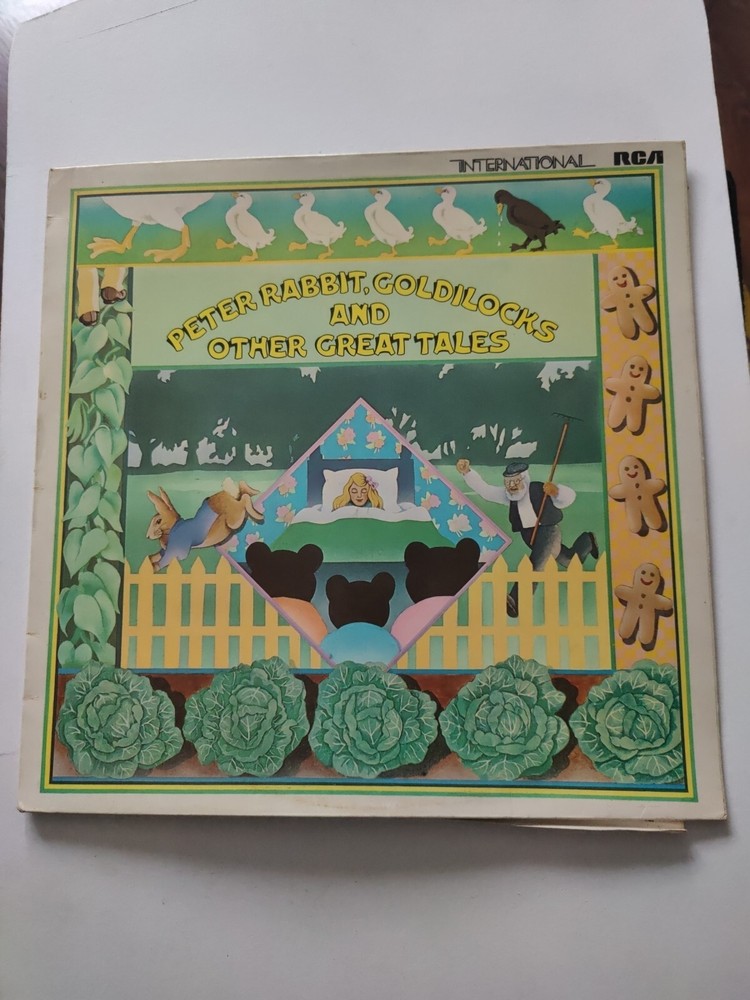 INTERNATIONAL RCA
PETER RABBIT, GOLDILOCKS
AND
OTHER GREAT TALES